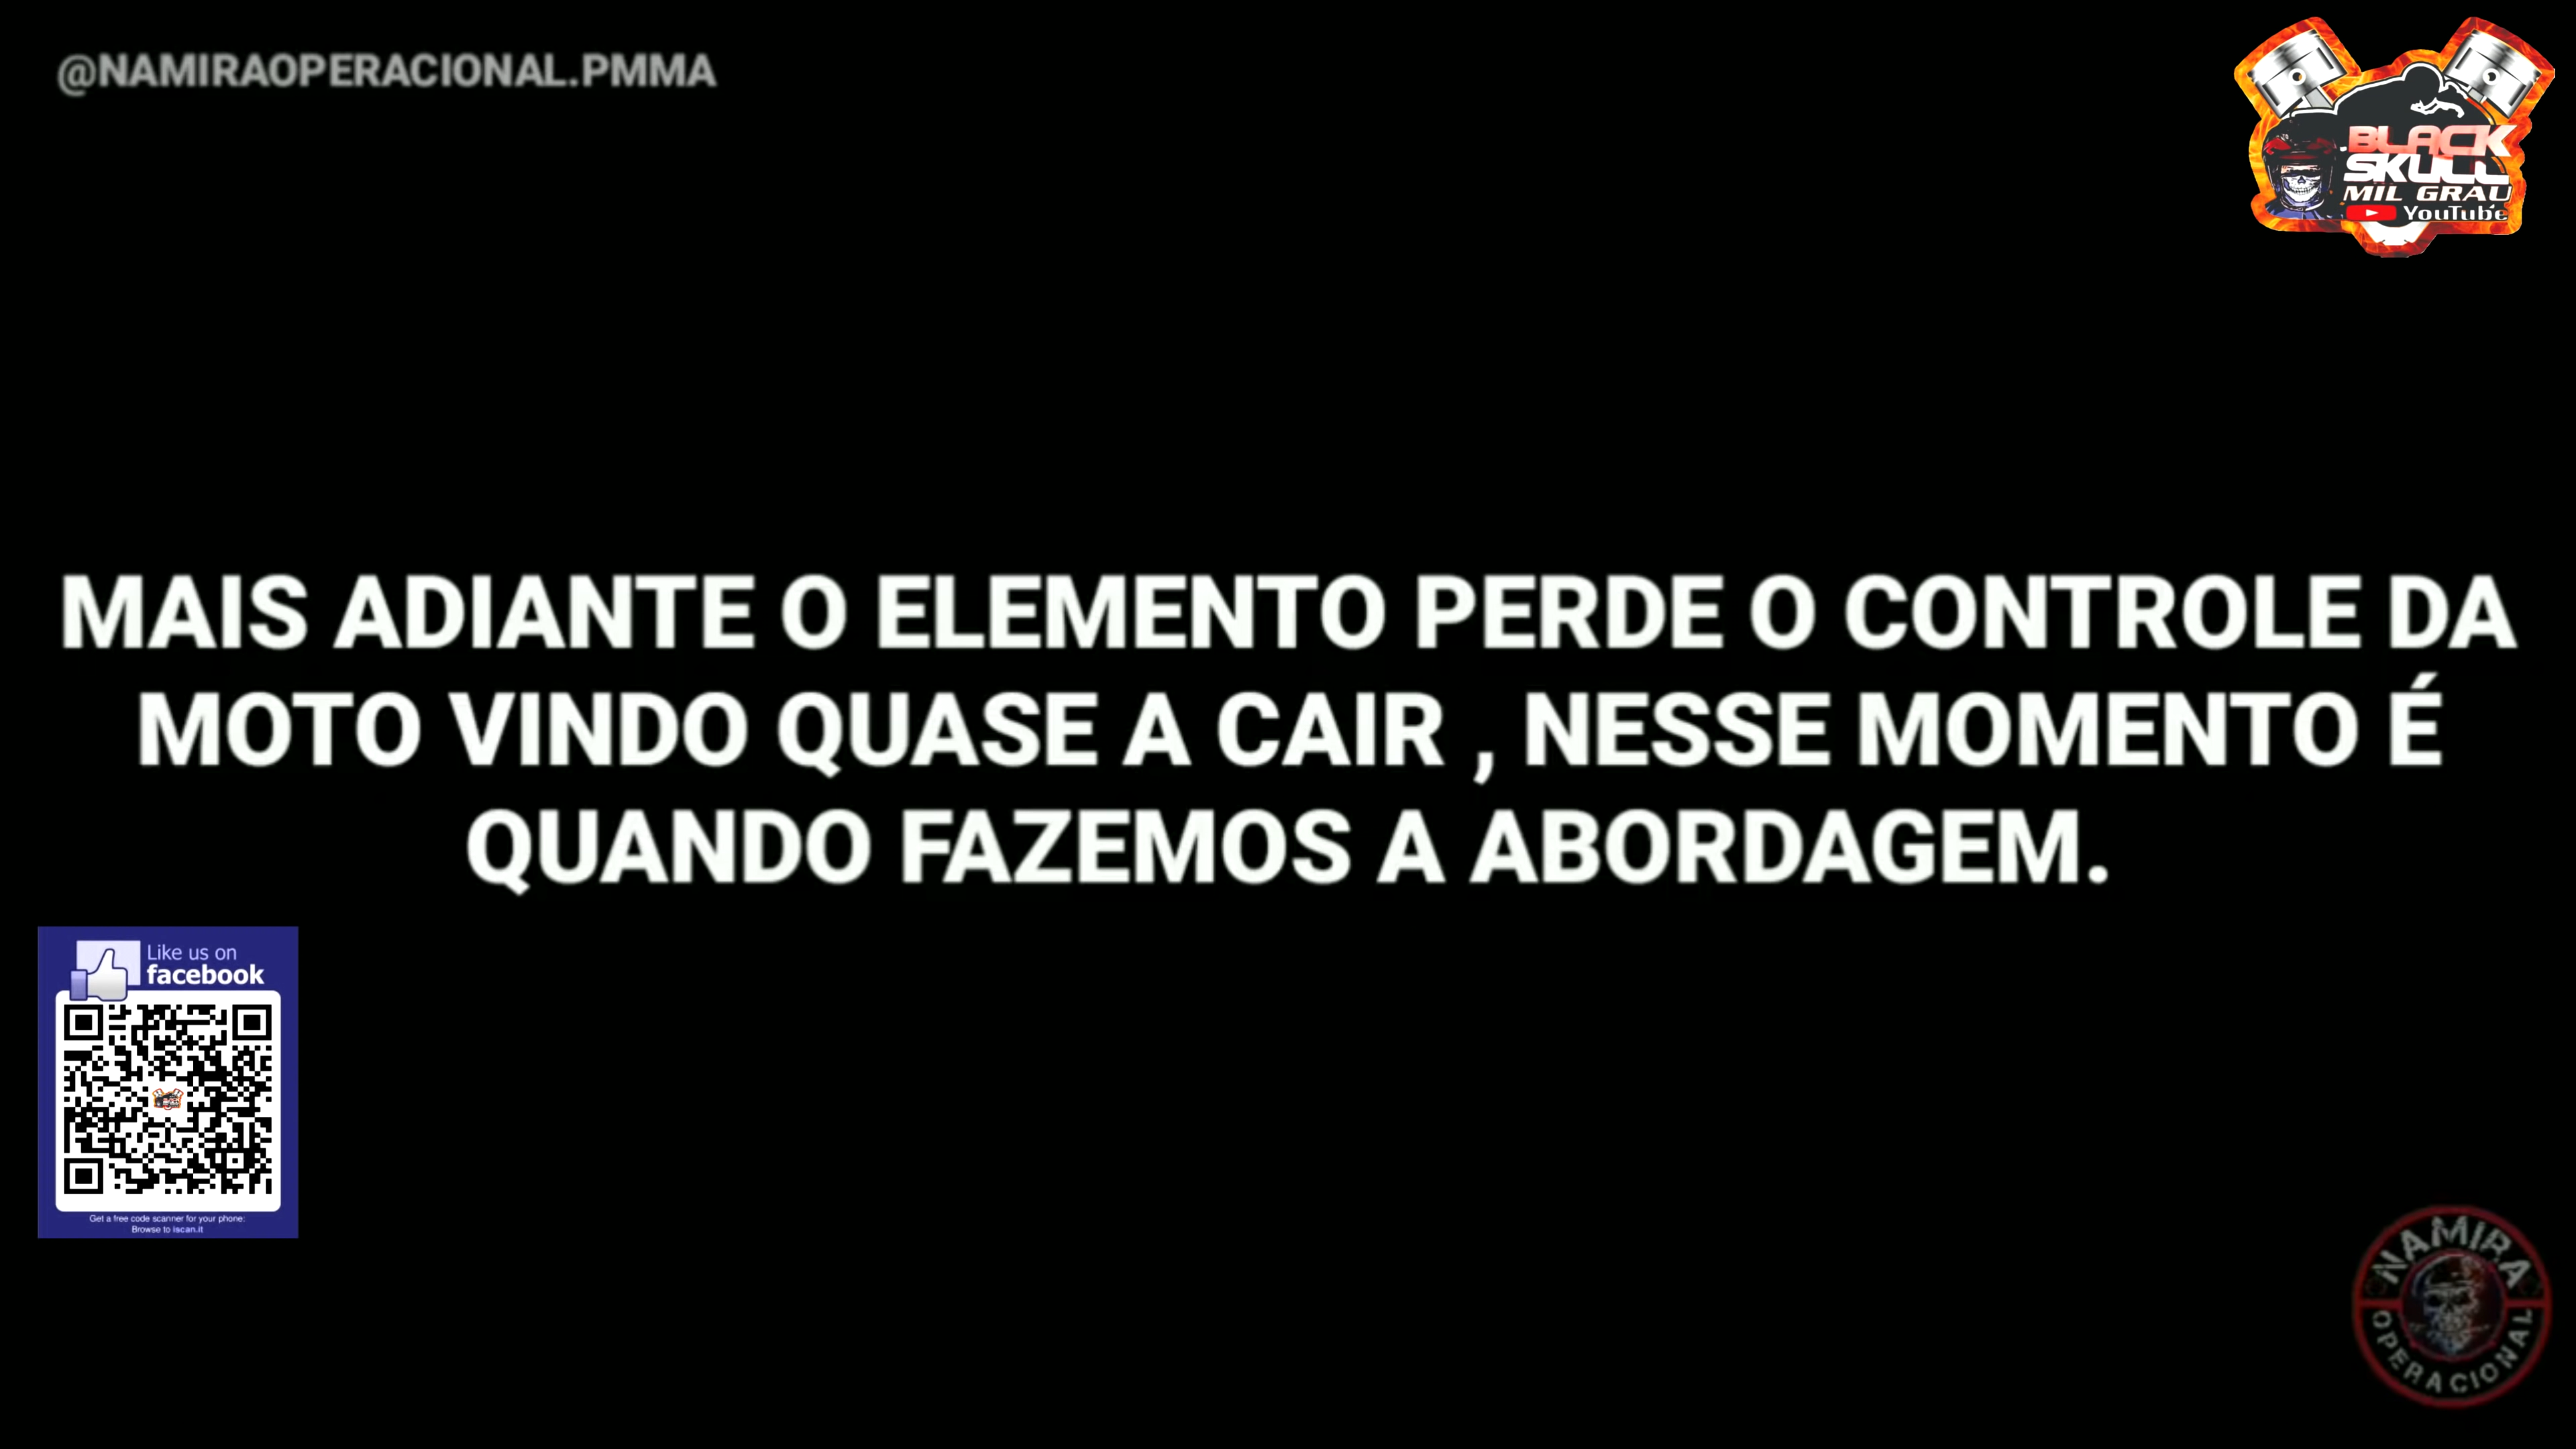 @NAMIRAOPERACIONAL.PMMA
BLACK
SKULL
MIL GRAU
YouTube
MAIS ADIANTE O ELEMENTO PERDE O CONTROLE DA
MOTO VINDO QUASE A CAIR , NESSE MOMENTO É
QUANDO FAZEMOS A ABORDAGEM.
Like us on
facebook
Get a free code scanner for your phone:
Browse to iscan.it
NAMIRA
OPERACIONAL